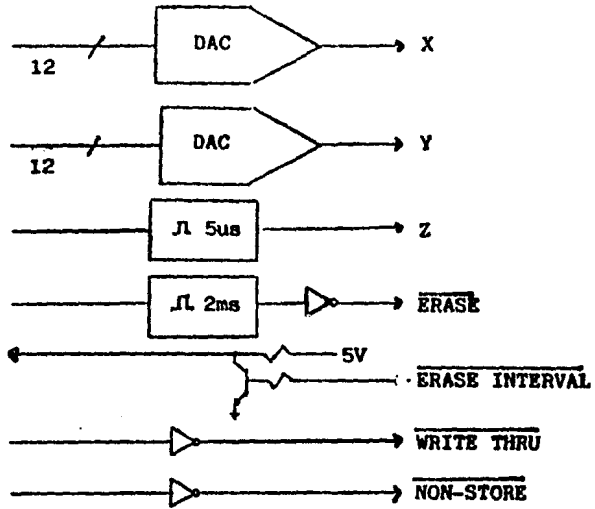 DAC
X
12
DAC
Y
12
5us
Z
2ms
ERASE
5V
ERASE INTERVAL
WRITE THRU
NON-STORE